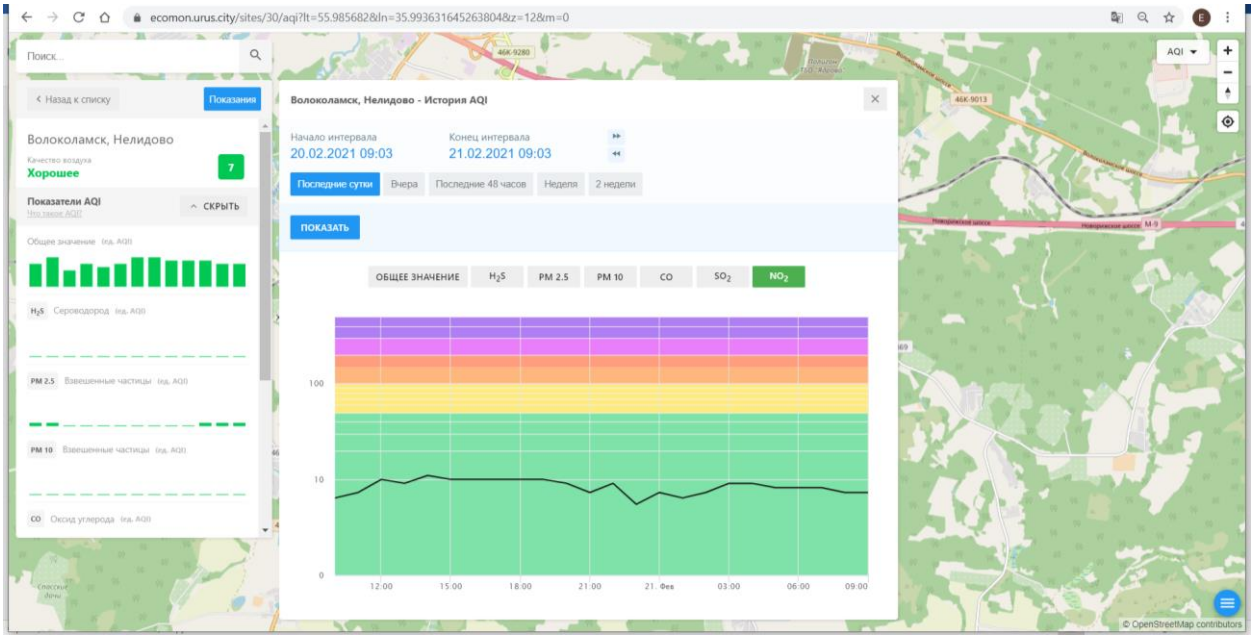 ecomon.urus.city/sites/30/aqi?lt=55.985682&ln=35.993631645263804&z=12&m=0
E
Поиск...
AQI
Назад к списку
Показания
Волоколамск, Нелидово
Качество воздуха
Хорошее
7
Показатели AQI
Что такое AQI?
СКРЫТЬ
Общее значение (ед. AQI)
H2S Сероводород (ед. AQI)
PM 2.5 Взвешенные частицы (ед. AQI)
PM 10 Взвешенные частицы (ед. AQI)
CO Оксид углерода (ед. AQI)
Волоколамск, Нелидово - История AQI
Начало интервала Конец интервала
20.02.2021 09:03 21.02.2021 09:03
Последние сутки Вчера Последние 48 часов Неделя 2 недели
ПОКАЗАТЬ
ОБЩЕЕ ЗНАЧЕНИЕ H2S PM 2.5 PM 10 CO SO2 NO2
100
10
0
12:00 15:00 18:00 21:00 21. Фев 03:00 06:00 09:00
46K-9280
46K-9013
Волоколамское шоссе
Новорижское шоссе M-9
Новорижское шоссе
Спасские дачи
© OpenStreetMap contributors